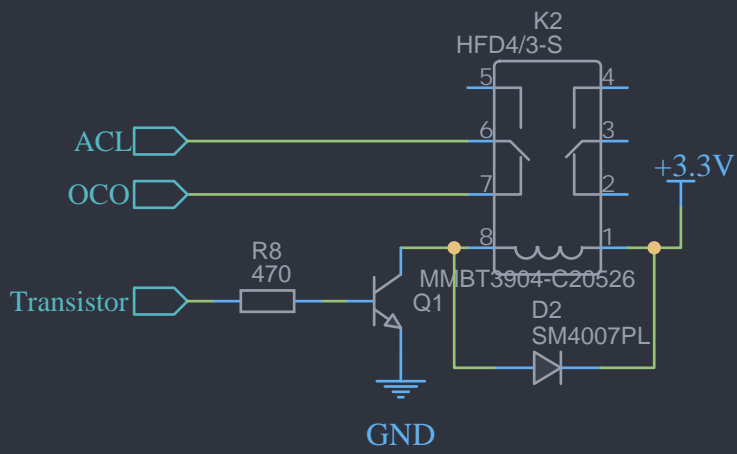 K2
HFD4/3-S
5
4
ACL
6
3
+3.3V
OCO
7
2
R8
470
8
1
MMBT3904-C20526
Transistor
Q1
D2
SM4007PL
GND